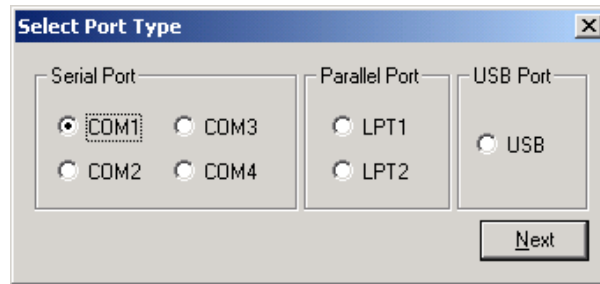 Select Port Type
Serial Port
COM1 COM3
COM2 COM4
Parallel Port
LPT1
LPT2
USB Port
USB
Next